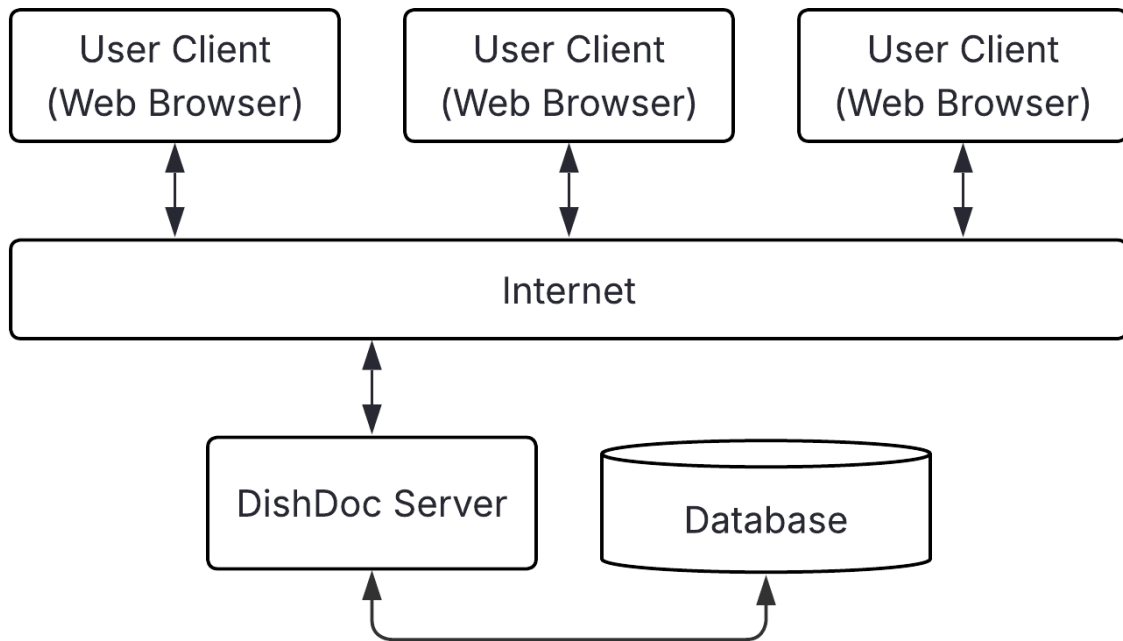 User Client
(Web Browser)
User Client
(Web Browser)
User Client
(Web Browser)
Internet
DishDoc Server
Database